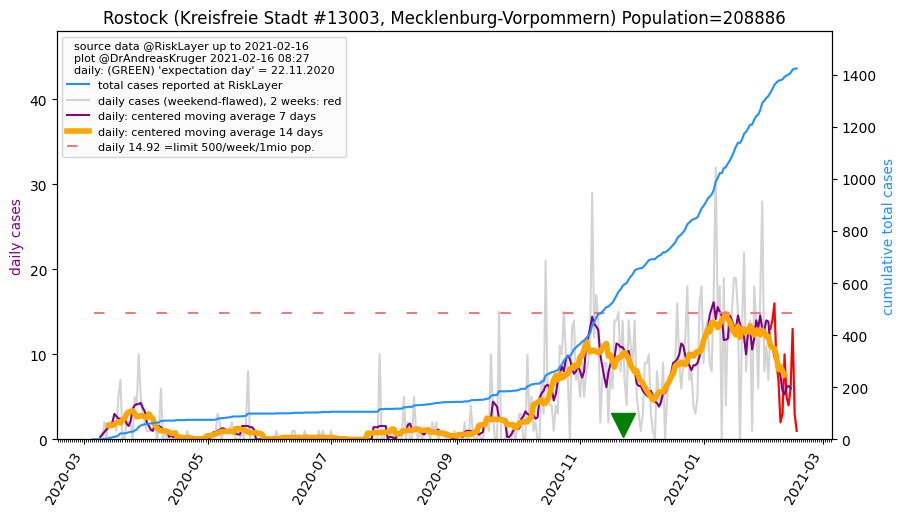 Rostock (Kreisfreie Stadt #13003, Mecklenburg-Vorpommern) Population=208886
source data @RiskLayer up to 2021-02-16
plot @DrAndreasKruger 2021-02-16 08:27
daily: (GREEN) 'expectation day' = 22.11.2020
total cases reported at RiskLayer
daily cases (weekend-flawed), 2 weeks: red
daily: centered moving average 7 days
daily: centered moving average 14 days
daily 14.92 =limit 500/week/1mio pop.
daily cases
40
30
20
10
0
cumulative total cases
1400
1200
1000
800
600
400
200
0
2020-03
2020-05
2020-07
2020-09
2020-11
2021-01
2021-03